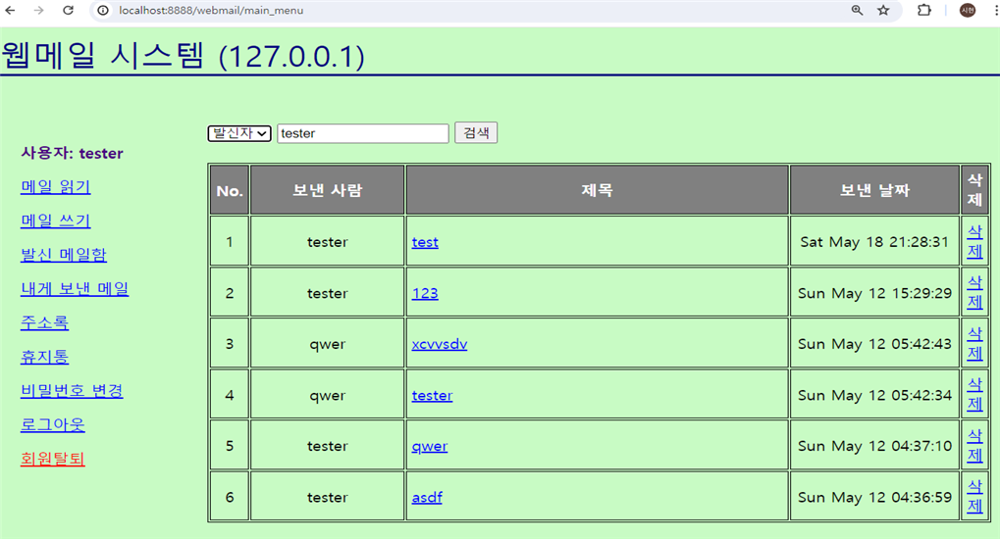 localhost:8888/webmail/main_menu
시현
웹메일 시스템 (127.0.0.1)
발신자 tester 검색
사용자: tester
메일 읽기
메일 쓰기
발신 메일함
내게 보낸 메일
주소록
휴지통
비밀번호 변경
로그아웃
회원탈퇴
No. 보낸 사람 제목 보낸 날짜 삭제
1 tester test Sat May 18 21:28:31 삭제
2 tester 123 Sun May 12 15:29:29 삭제
3 qwer xcvvsdv Sun May 12 05:42:43 삭제
4 qwer tester Sun May 12 05:42:34 삭제
5 tester qwer Sun May 12 04:37:10 삭제
6 tester asdf Sun May 12 04:36:59 삭제